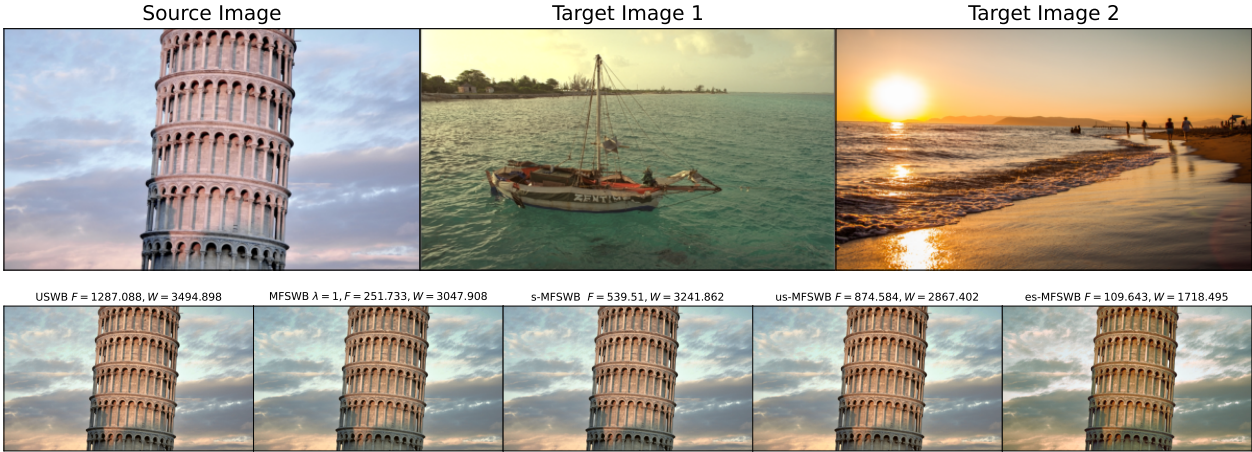 Source Image
Target Image 1
Target Image 2
USWB F = 1287.088, W = 3494.898
MFSWB λ = 1, F = 251.733, W = 3047.908
s-MFSWB F = 539.51, W = 3241.862
us-MFSWB F = 874.584, W = 2867.402
es-MFSWB F = 109.643, W = 1718.495